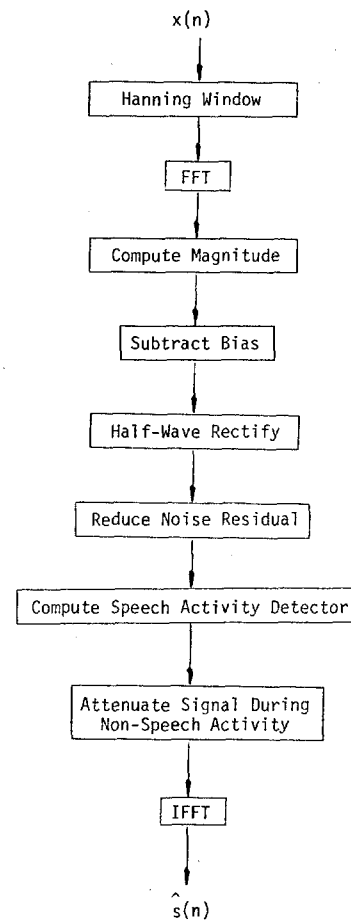 x(n)
Hanning Window
FFT
Compute Magnitude
Subtract Bias
Half-Wave Rectify
Reduce Noise Residual
Compute Speech Activity Detector
Attenuate Signal During
Non-Speech Activity
IFFT
ŝ(n)